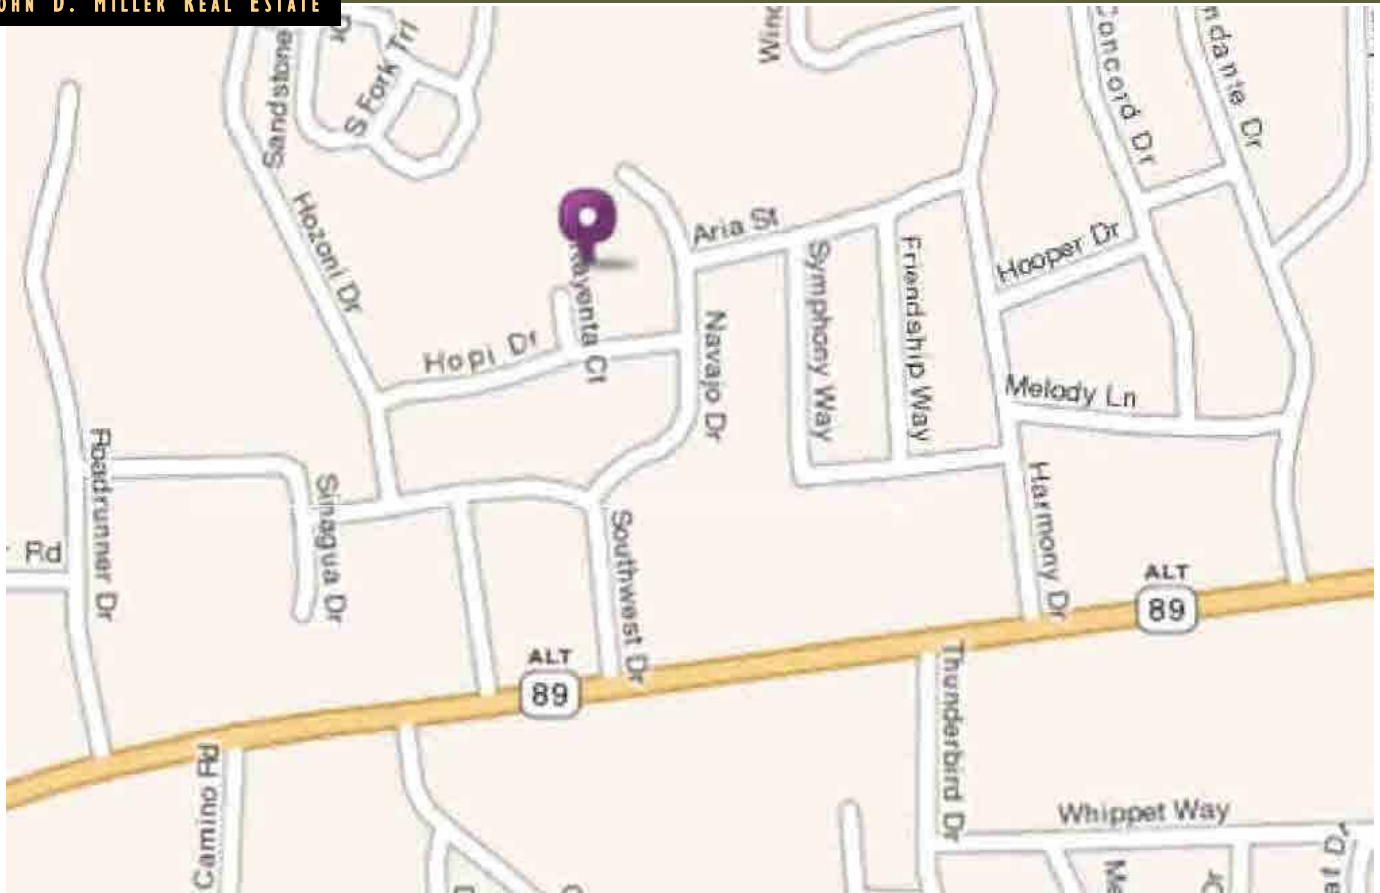 JOHN D. MILLER REAL ESTATE
Sandstone
S Fork Trl
Concord Dr
Hozoni Dr
Aria St
Hooper Dr
Symphony Way
Friendship Way
Hopi Dr
Ct
Navajo Dr
Melody Ln
Roadrunner Dr
Sinagua Dr
Harmony Dr
Rd
Southwest Dr
ALT
89
ALT
89
Thunderbird Dr
Camino Rd
Whippet Way